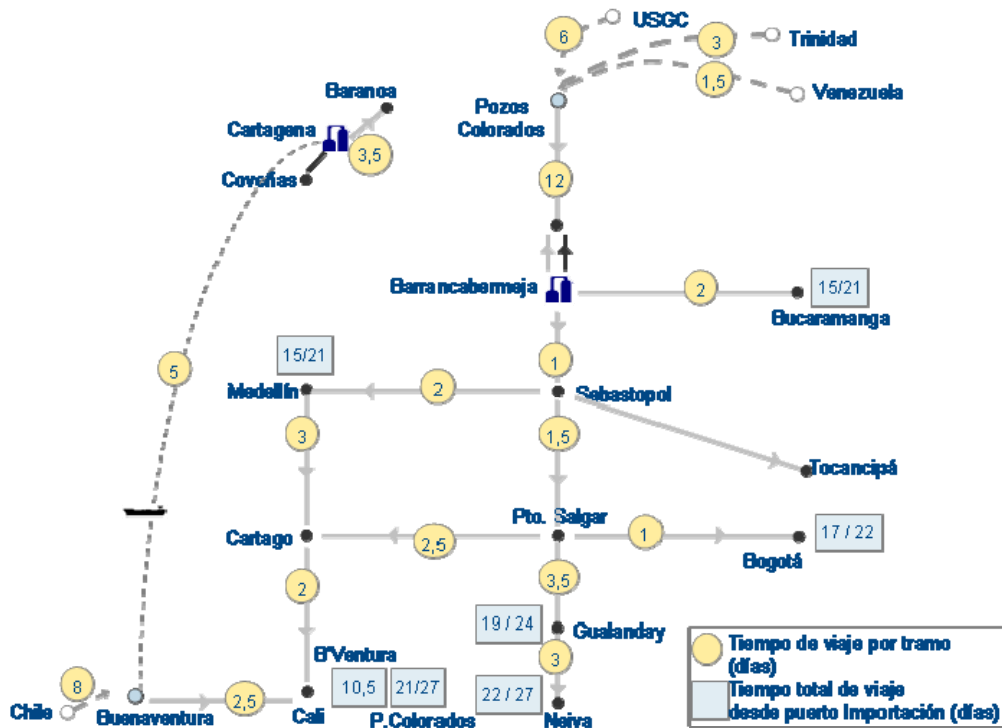 USGC
6
3
Trinidad
1,5
Venezuela
Baranoa
Pozos
Colorados
Cartagena
3,5
Coveñas
12
Barrancabermeja
2
15/21
Bucaramanga
15/21
1
5
Medellín
2
Sebastopol
3
1,5
Tocancipá
Pto. Salgar
Cartago
2,5
1
17 / 22
Bogotá
2
3,5
19 / 24
Gualanday
Tiempo de viaje por tramo
(días)
B'Ventura
3
8
10,5
21/27
22 / 27
Tiempo total de viaje
desde puerto Importación (días)
Chile
Buenaventura
2,5
Cali
P.Colorados
Neiva